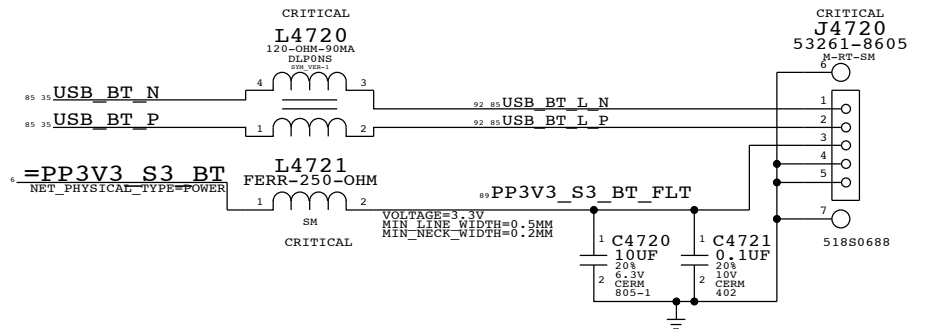 CRITICAL
L4720
120-OHM-90MA
DLP0NS
SYM_VER-1
4 3
85 35 USB_BT_N
85 35 USB_BT_P
1 2
92 85 USB_BT_L_N
92 85 USB_BT_L_P
6 =PP3V3_S3_BT
NET_PHYSICAL_TYPE=POWER
L4721
FERR-250-OHM
1 2
SM
CRITICAL
89 PP3V3_S3_BT_FLT
VOLTAGE=3.3V
MIN_LINE_WIDTH=0.5MM
MIN_NECK_WIDTH=0.2MM
1 C4720
10UF
20%
6.3V
2 CERM
805-1
1 C4721
0.1UF
20%
10V
2 CERM
402
CRITICAL
J4720
53261-8605
M-RT-SM
6
1
2
3
4
5
7
518S0688